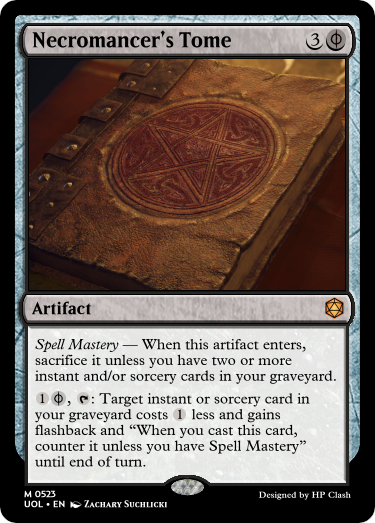 Necromancer's Tome 3
Artifact
Spell Mastery — When this artifact enters,
sacrifice it unless you have two or more
instant and/or sorcery cards in your graveyard.
1, : Target instant or sorcery card in
your graveyard costs 1 less and gains
flashback and “When you cast this card,
counter it unless you have Spell Mastery”
until end of turn.
M 0523
UOL • EN ZACHARY SUCHLICKI
Designed by HP Clash